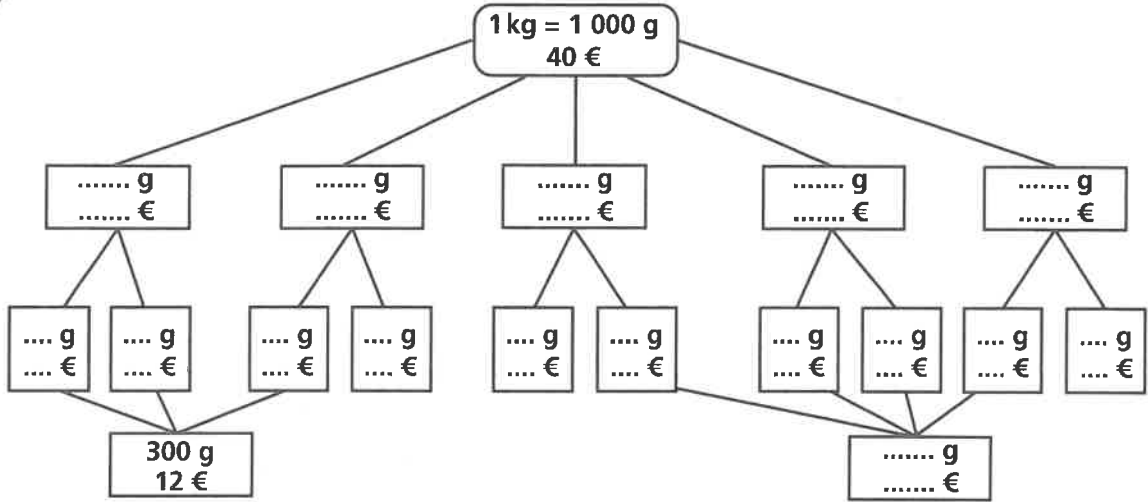 1 kg = 1 000 g
40 €
....... g
....... €
....... g
....... €
....... g
....... €
....... g
....... €
....... g
....... €
.... g
.... €
.... g
.... €
.... g
.... €
.... g
.... €
.... g
.... €
.... g
.... €
.... g
.... €
.... g
.... €
.... g
.... €
.... g
.... €
300 g
12 €
....... g
....... €